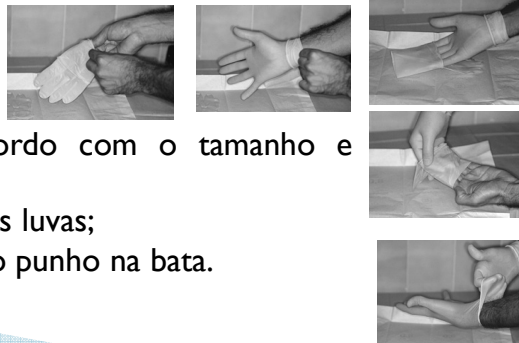 ordo com o tamanho e
s luvas;
o punho na bata.